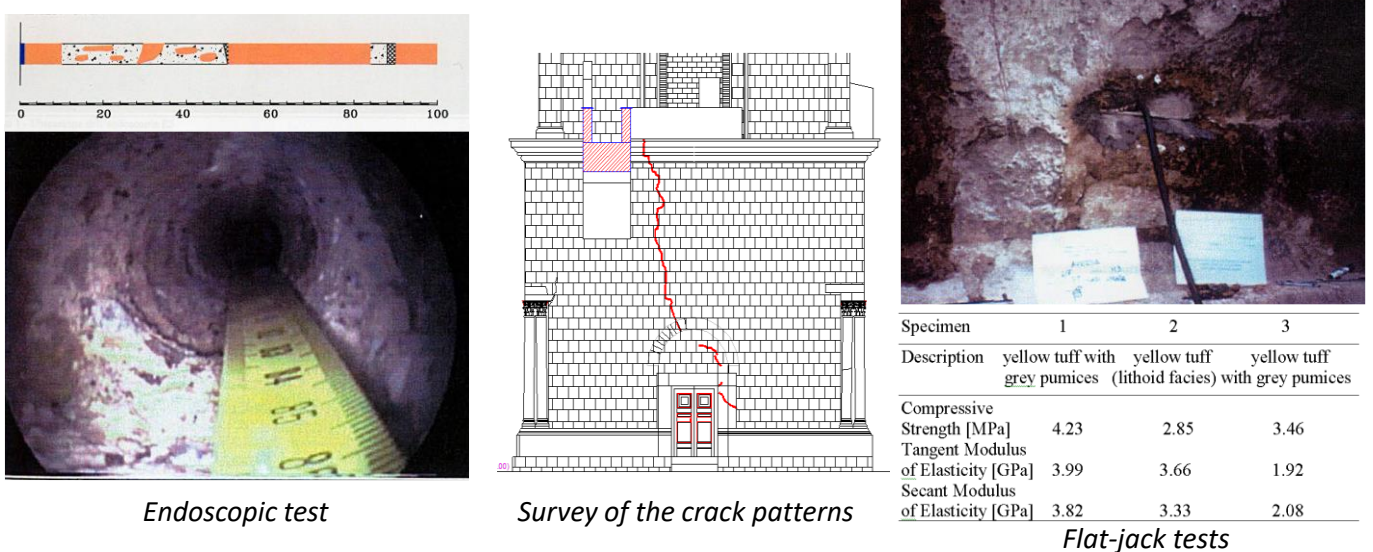 0 20 40 60 80 100
Endoscopic test
.00)
Survey of the crack patterns
Specimen 1 2 3
Description yellow tuff with yellow tuff yellow tuff
grey pumices (lithoid facies) with grey pumices
Compressive
Strength [MPa] 4.23 2.85 3.46
Tangent Modulus
of Elasticity [GPa] 3.99 3.66 1.92
Secant Modulus
of Elasticity [GPa] 3.82 3.33 2.08
Flat-jack tests